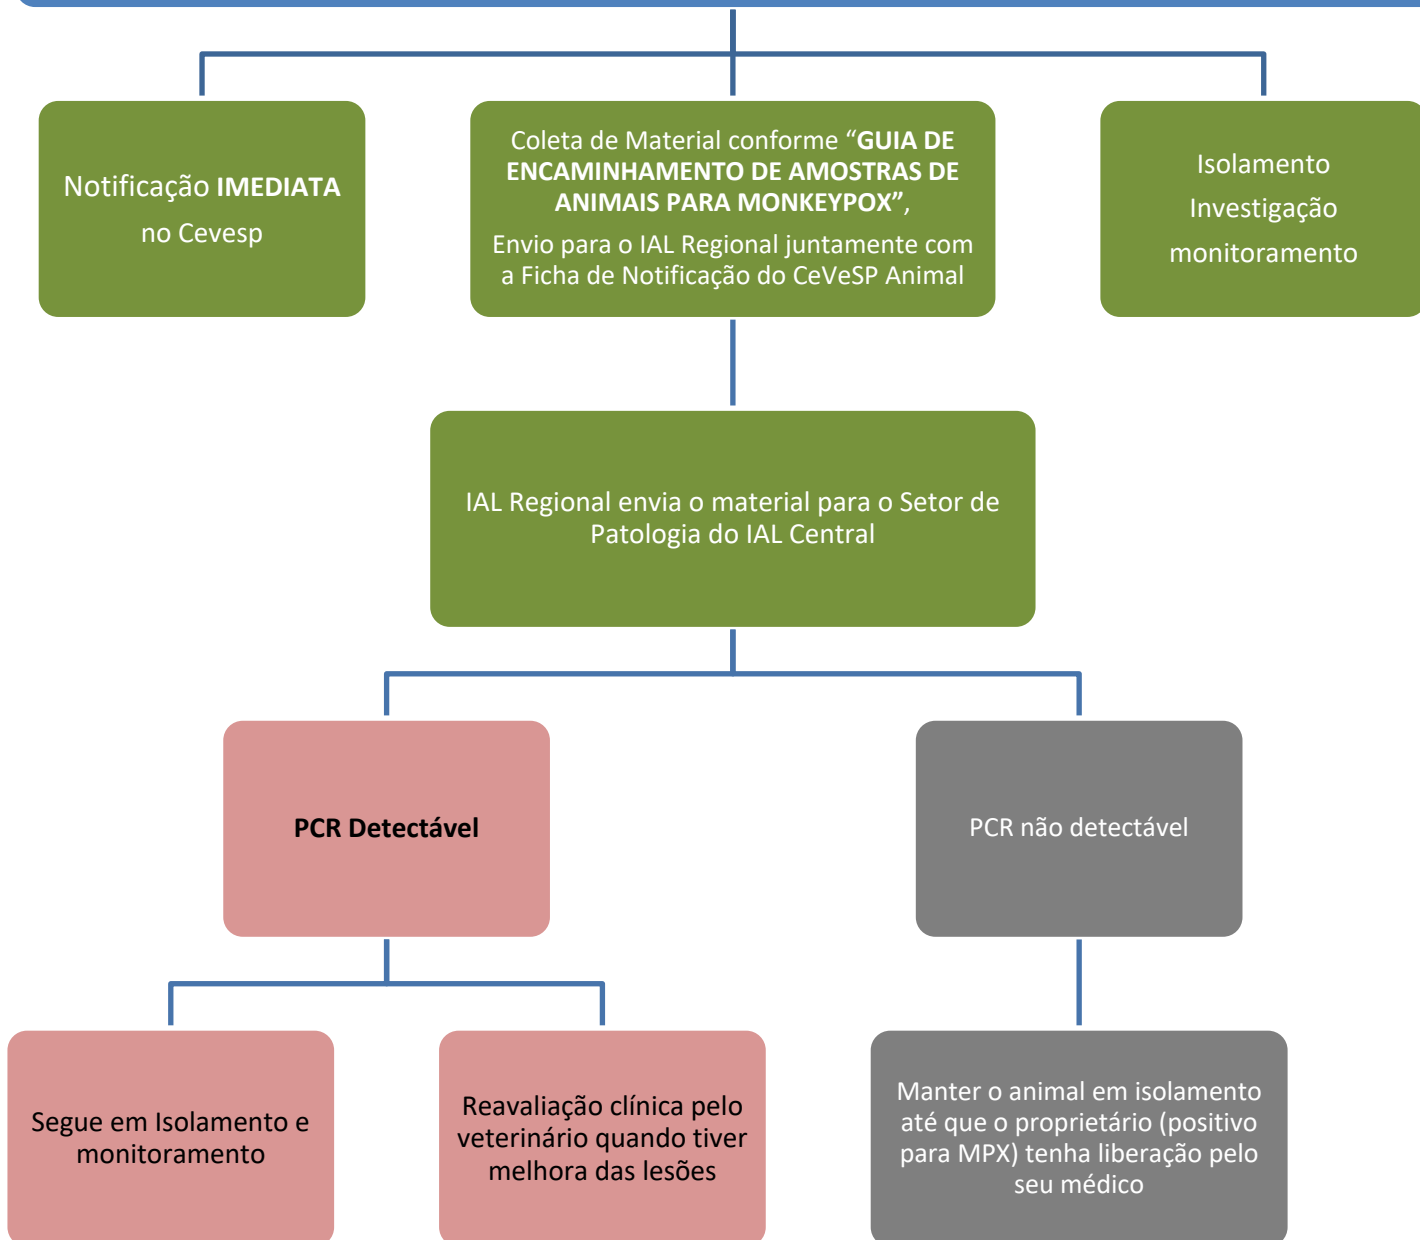 Notificação IMEDIATA
no Cevesp
Coleta de Material conforme “GUIA DE
ENCAMINHAMENTO DE AMOSTRAS DE
ANIMAIS PARA MONKEYPOX”,
Envio para o IAL Regional juntamente com
a Ficha de Notificação do CeVeSP Animal
Isolamento
Investigação
monitoramento
IAL Regional envia o material para o Setor de
Patologia do IAL Central
PCR Detectável
PCR não detectável
Segue em Isolamento e
monitoramento
Reavaliação clínica pelo
veterinário quando tiver
melhora das lesões
Manter o animal em isolamento
até que o proprietário (positivo
para MPX) tenha liberação pelo
seu médico